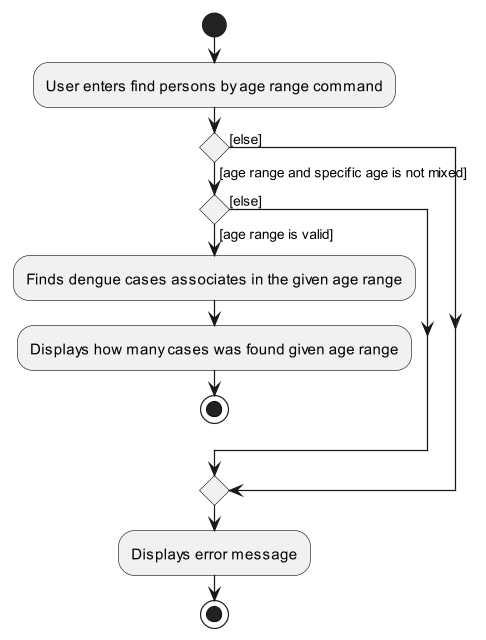 User enters find persons by age range command
[else]
[age range and specific age is not mixed]
[else]
[age range is valid]
Finds dengue cases associates in the given age range
Displays how many cases was found given age range
Displays error message